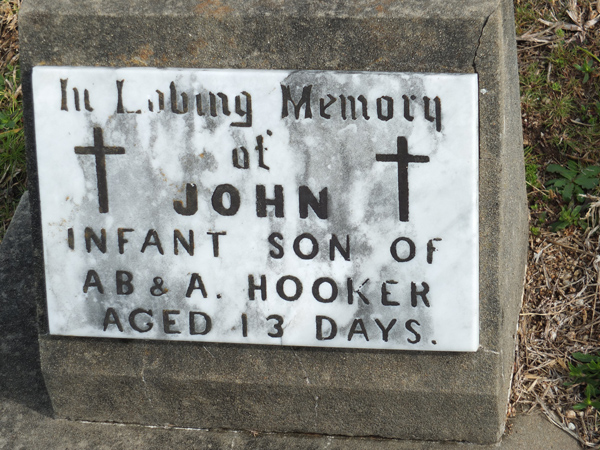 In Loving Memory
of
JOHN
INFANT SON OF
AB & A. HOOKER
AGED 13 DAYS.